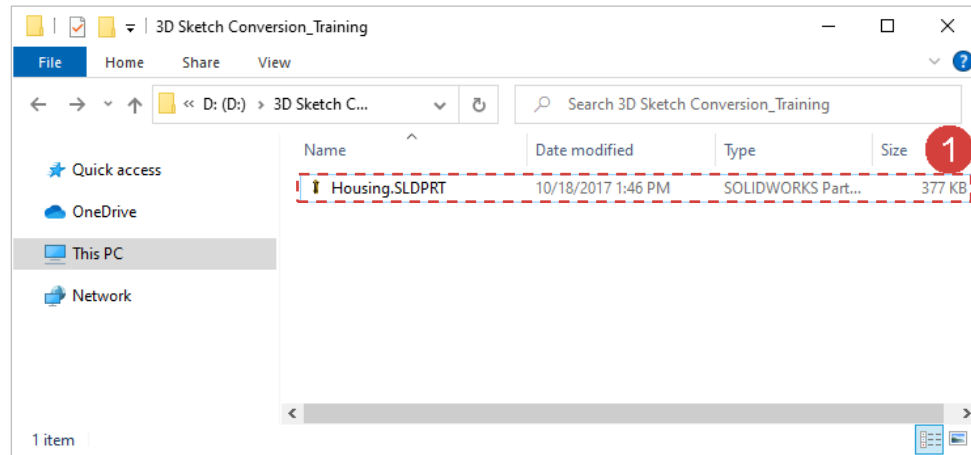 3D Sketch Conversion_Training
File Home Share View
« D: (D:) > 3D Sketch C... Search 3D Sketch Conversion_Training
Name Date modified Type Size 1
Quick access
Housing.SLDPRT 10/18/2017 1:46 PM SOLIDWORKS Part... 377 KB
OneDrive
This PC
Network
1 item